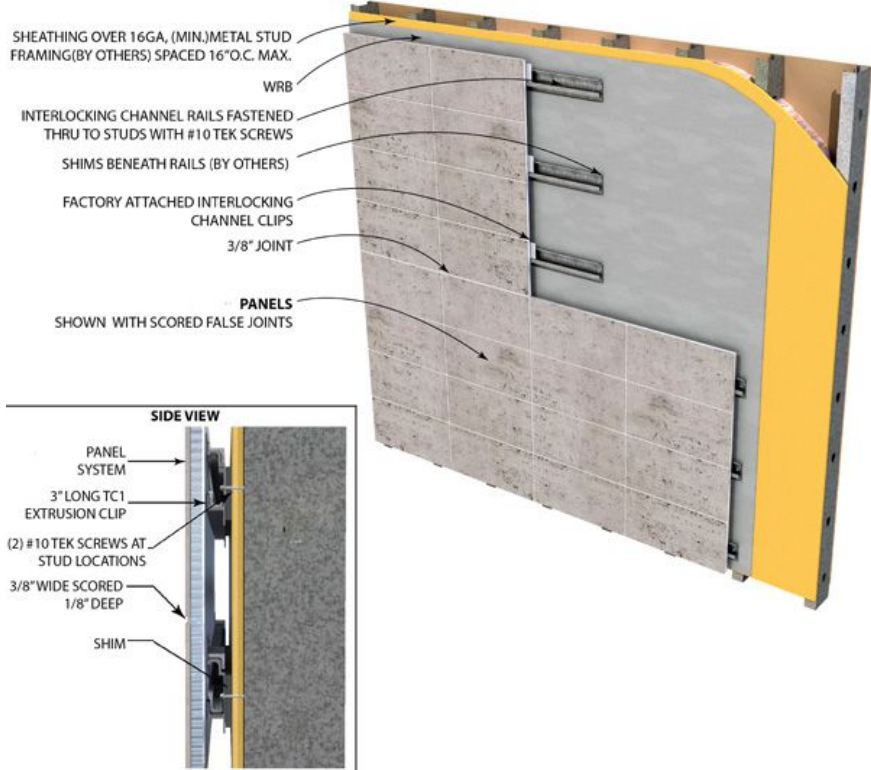 SHEATHING OVER 16GA, (MIN.)METAL STUD
FRAMING(BY OTHERS) SPACED 16"O.C. MAX.
WRB
INTERLOCKING CHANNEL RAILS FASTENED
THRU TO STUDS WITH #10 TEK SCREWS
SHIMS BENEATH RAILS (BY OTHERS)
FACTORY ATTACHED INTERLOCKING
CHANNEL CLIPS
3/8" JOINT
PANELS
SHOWN WITH SCORED FALSE JOINTS
SIDE VIEW
PANEL
SYSTEM
3" LONG TC1
EXTRUSION CLIP
(2) #10 TEK SCREWS AT
STUD LOCATIONS
3/8" WIDE SCORED
1/8" DEEP
SHIM